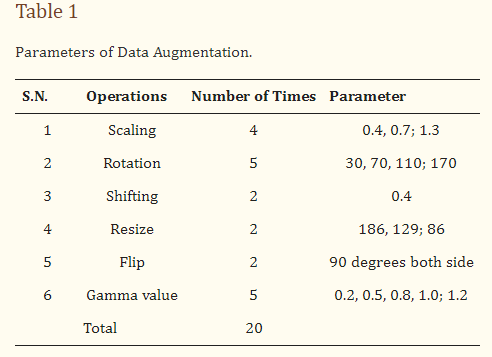 Table 1
Parameters of Data Augmentation.
S.N. Operations Number of Times Parameter
1 Scaling 4 0.4, 0.7; 1.3
2 Rotation 5 30, 70, 110; 170
3 Shifting 2 0.4
4 Resize 2 186, 129; 86
5 Flip 2 90 degrees both side
6 Gamma value 5 0.2, 0.5, 0.8, 1.0; 1.2
Total 20